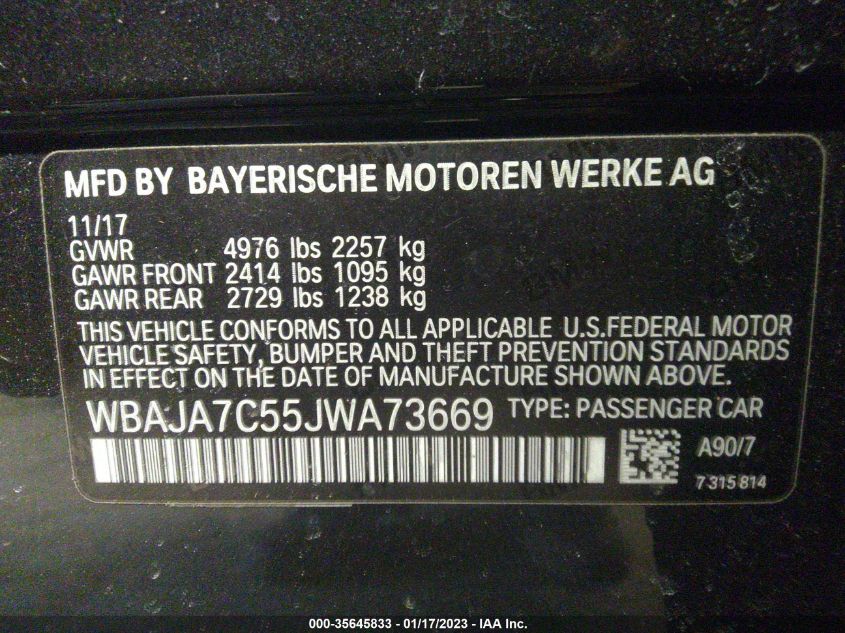 MFD BY BAYERISCHE MOTOREN WERKE AG
11/17
GVWR 4976 lbs 2257 kg
GAWR FRONT 2414 lbs 1095 kg
GAWR REAR 2729 lbs 1238 kg
THIS VEHICLE CONFORMS TO ALL APPLICABLE U.S.FEDERAL MOTOR
VEHICLE SAFETY, BUMPER AND THEFT PREVENTION STANDARDS
IN EFFECT ON THE DATE OF MANUFACTURE SHOWN ABOVE.
WBAJA7C55JWA73669 TYPE: PASSENGER CAR
A90/7
7 315 814
000-35645833 - 01/17/2023 - IAA Inc.